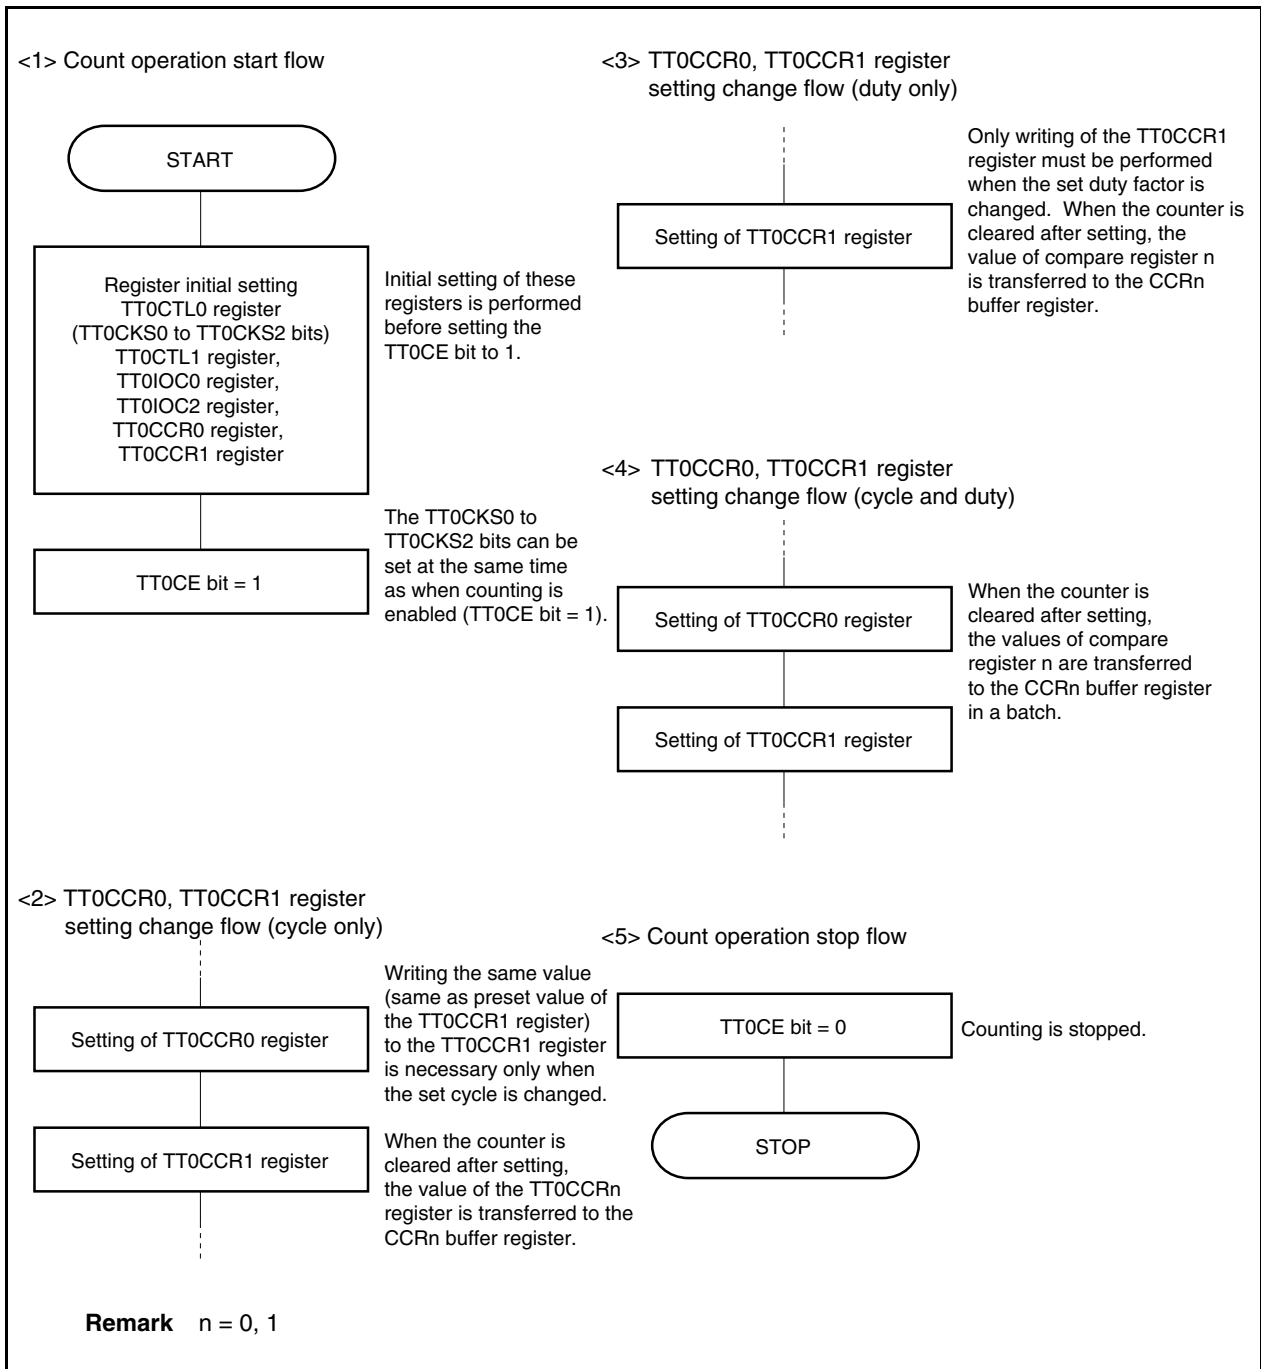 <1> Count operation start flow
START
Register initial setting
TT0CTL0 register
(TT0CKS0 to TT0CKS2 bits)
TT0CTL1 register,
TT0IOC0 register,
TT0IOC2 register,
TT0CCR0 register,
TT0CCR1 register
Initial setting of these
registers is performed
before setting the
TT0CE bit to 1.
TT0CE bit = 1
The TT0CKS0 to
TT0CKS2 bits can be
set at the same time
as when counting is
enabled (TT0CE bit = 1).
<2> TT0CCR0, TT0CCR1 register
setting change flow (cycle only)
Setting of TT0CCR0 register
Writing the same value
(same as preset value of
the TT0CCR1 register)
to the TT0CCR1 register
is necessary only when
the set cycle is changed.
Setting of TT0CCR1 register
When the counter is
cleared after setting,
the value of the TT0CCRn
register is transferred to the
CCRn buffer register.
<3> TT0CCR0, TT0CCR1 register
setting change flow (duty only)
Setting of TT0CCR1 register
Only writing of the TT0CCR1
register must be performed
when the set duty factor is
changed.  When the counter is
cleared after setting, the
value of compare register n
is transferred to the CCRn
buffer register.
<4> TT0CCR0, TT0CCR1 register
setting change flow (cycle and duty)
Setting of TT0CCR0 register
When the counter is
cleared after setting,
the values of compare
register n are transferred
to the CCRn buffer register
in a batch.
Setting of TT0CCR1 register
<5> Count operation stop flow
TT0CE bit = 0
Counting is stopped.
STOP
Remark n = 0, 1